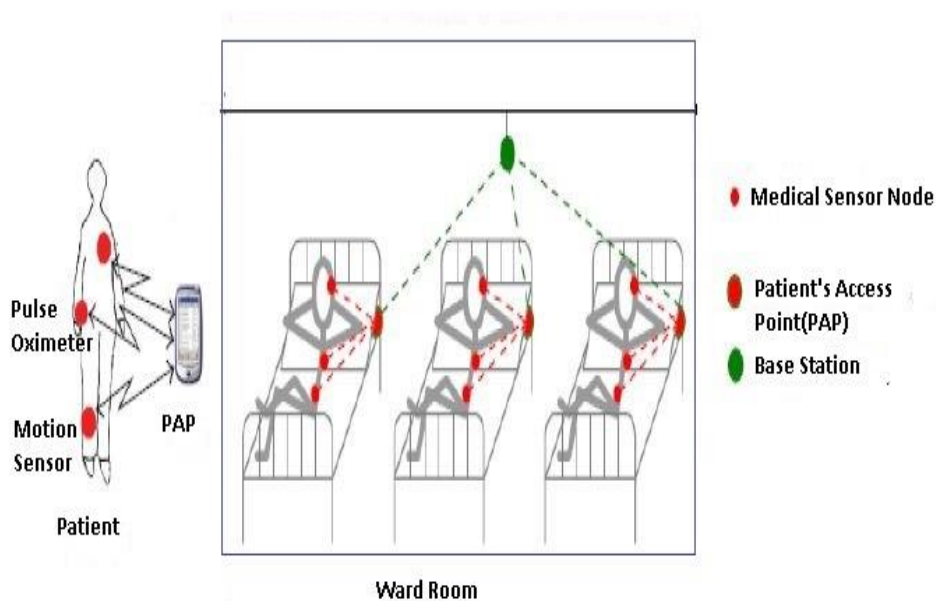 Pulse
Oximeter
Motion
Sensor
PAP
Patient
Medical Sensor Node
Patient's Access
Point(PAP)
Base Station
Ward Room